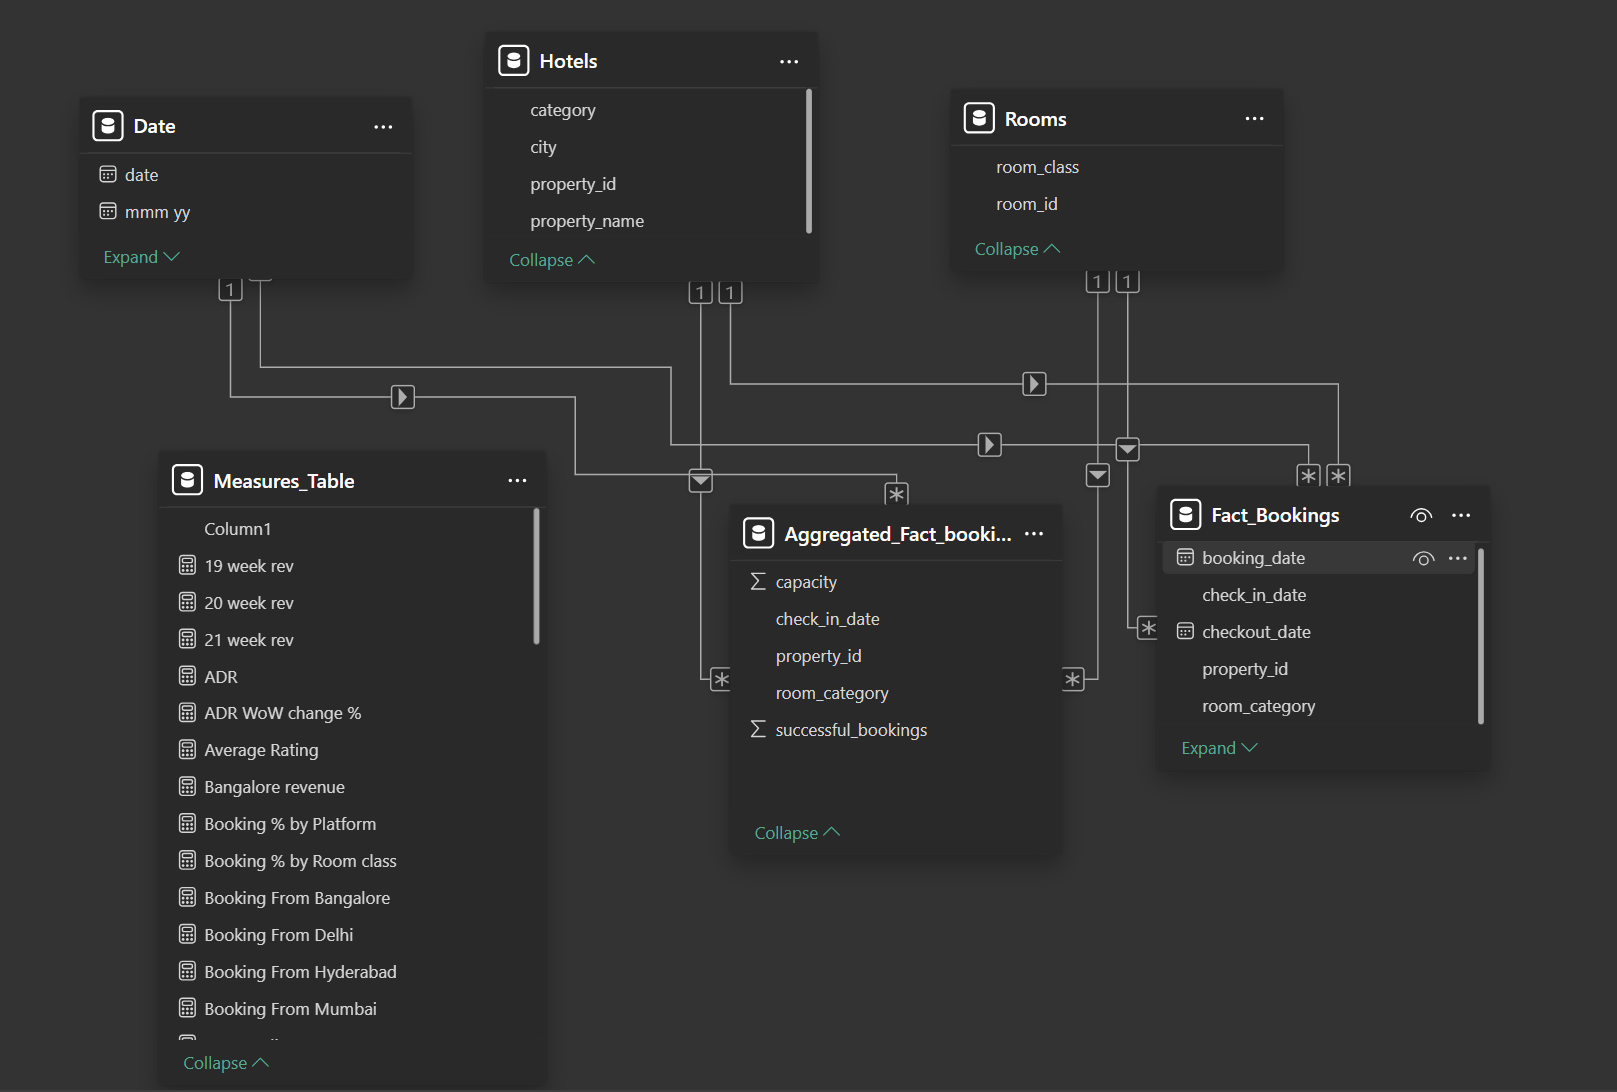 Hotels
category
city
property_id
property_name
Collapse
Date
date
mmm yy
Expand
Rooms
room_class
room_id
Collapse
1
1
1
1
1
Measures_Table
Column1
19 week rev
20 week rev
21 week rev
ADR
ADR WoW change %
Average Rating
Bangalore revenue
Booking % by Platform
Booking % by Room class
Booking From Bangalore
Booking From Delhi
Booking From Hyderabad
Booking From Mumbai
Collapse
*
Aggregated_Fact_booki...
capacity
check_in_date
property_id
room_category
successful_bookings
Collapse
*
*
* *
Fact_Bookings
booking_date
check_in_date
checkout_date
property_id
room_category
Expand
*